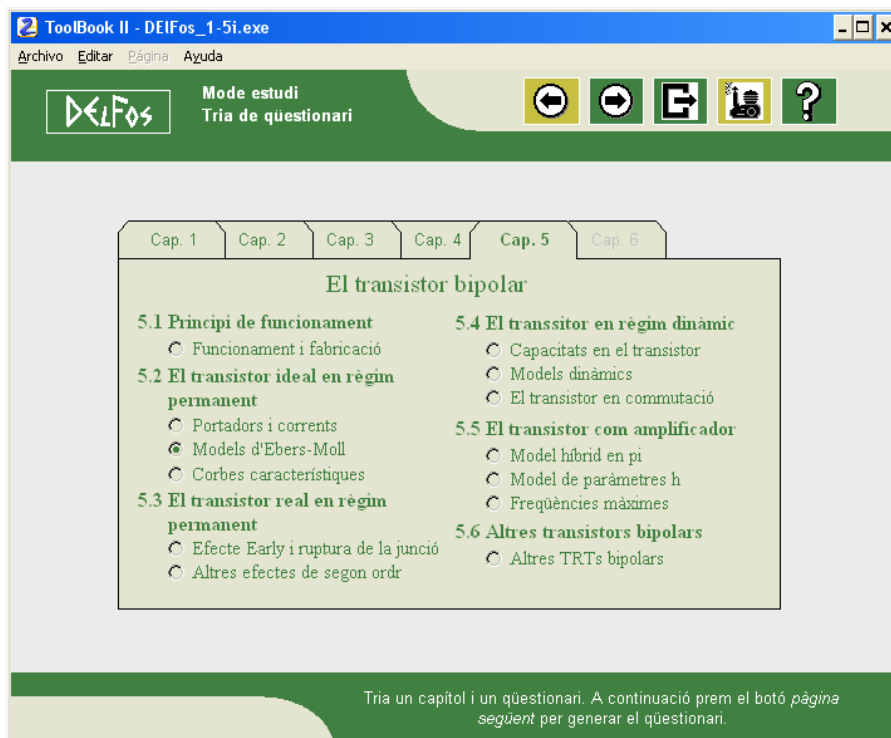 ToolBook II - DElFos_1-5i.exe
Archivo Editar Página Ayuda
DElFos
Mode estudi
Tria de qüestionari
Cap. 1 Cap. 2 Cap. 3 Cap. 4 Cap. 5 Cap. 6
El transistor bipolar
5.1 Principi de funcionament
Funcionament i fabricació
5.2 El transistor ideal en règim
permanent
Portadors i corrents
Models d'Ebers-Moll
Corbes característiques
5.3 El transistor real en règim
permanent
Efecte Early i ruptura de la junció
Altres efectes de segon ordr
5.4 El transsitor en règim dinàmic
Capacitats en el transistor
Models dinàmics
El transistor en commutació
5.5 El transistor com amplificador
Model híbrid en pi
Model de paràmetres h
Freqüències màximes
5.6 Altres transistors bipolars
Altres TRTs bipolars
Tria un capítol i un qüestionari. A continuació prem el botó pàgina
següent per generar el qüestionari.